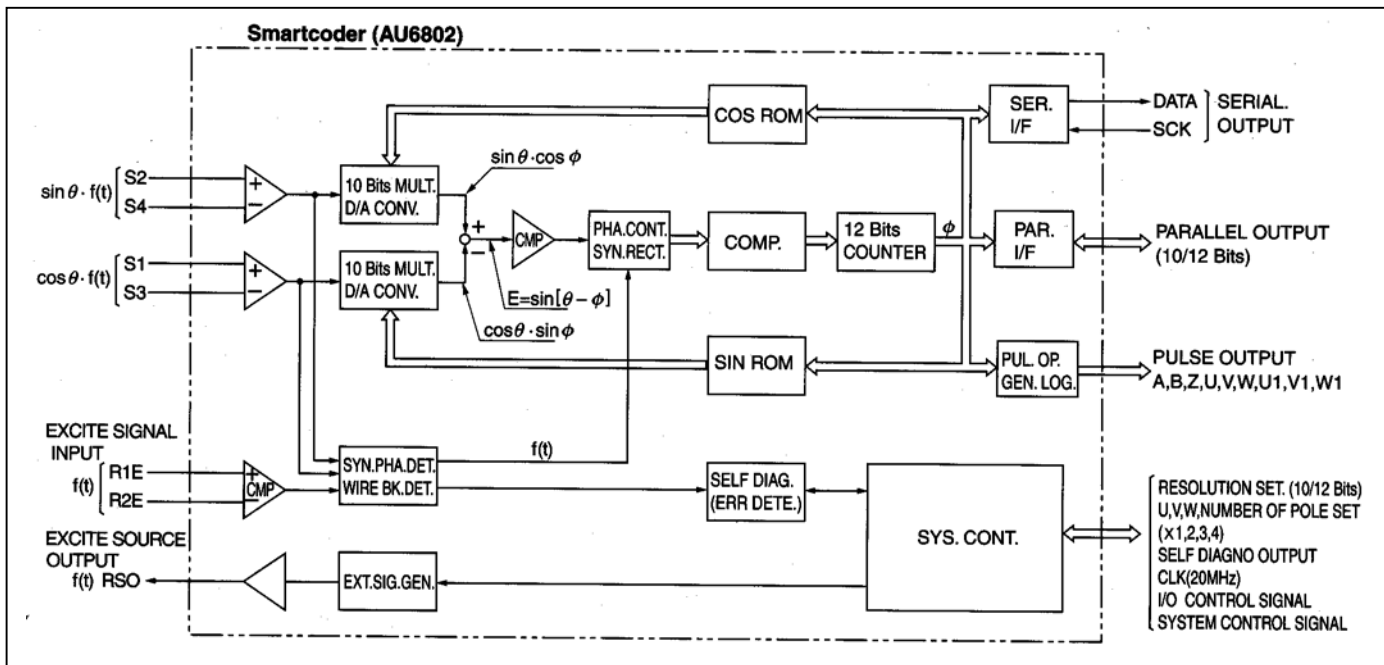 Smartcoder (AU6802)
COS ROM
SER.
I/F
DATA
SCK
SERIAL.
OUTPUT
sin θ · f(t)
S2
S4
+
−
10 Bits MULT.
D/A CONV.
sin θ · cos φ
+
−
CMP
PHA.CONT.
SYN.RECT.
COMP.
12 Bits
COUNTER
φ
PAR.
I/F
PARALLEL OUTPUT
(10/12 Bits)
cos θ · f(t)
S1
S3
+
−
10 Bits MULT.
D/A CONV.
E=sin[θ − φ]
cos θ · sin φ
SIN ROM
PUL. OP.
GEN. LOG.
PULSE OUTPUT
A,B,Z,U,V,W,U1,V1,W1
EXCITE SIGNAL
INPUT
f(t)
R1E
R2E
+
−
CMP
SYN.PHA.DET.
WIRE BK.DET.
f(t)
SELF DIAG.
(ERR DETE.)
SYS. CONT.
RESOLUTION SET. (10/12 Bits)
U,V,W,NUMBER OF POLE SET
(×1,2,3,4)
SELF DIAGNO OUTPUT
CLK(20MHz)
I/O CONTROL SIGNAL
SYSTEM CONTROL SIGNAL
EXCITE SOURCE
OUTPUT
f(t) RSO
EXT.SIG.GEN.